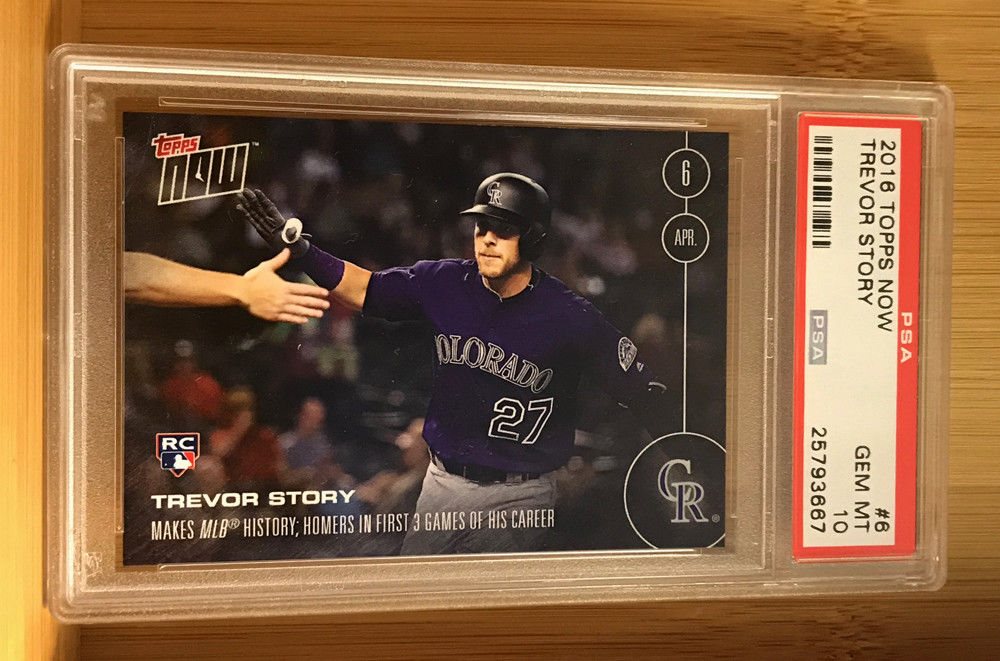 topps
NOW™
6
APR.
CR
COLORADO
27
RC
CR®
TREVOR STORY
MAKES MLB® HISTORY; HOMERS IN FIRST 3 GAMES OF HIS CAREER
2016 TOPPS NOW #6
TREVOR STORY GEM MT
10
PSA 25793667
PSA